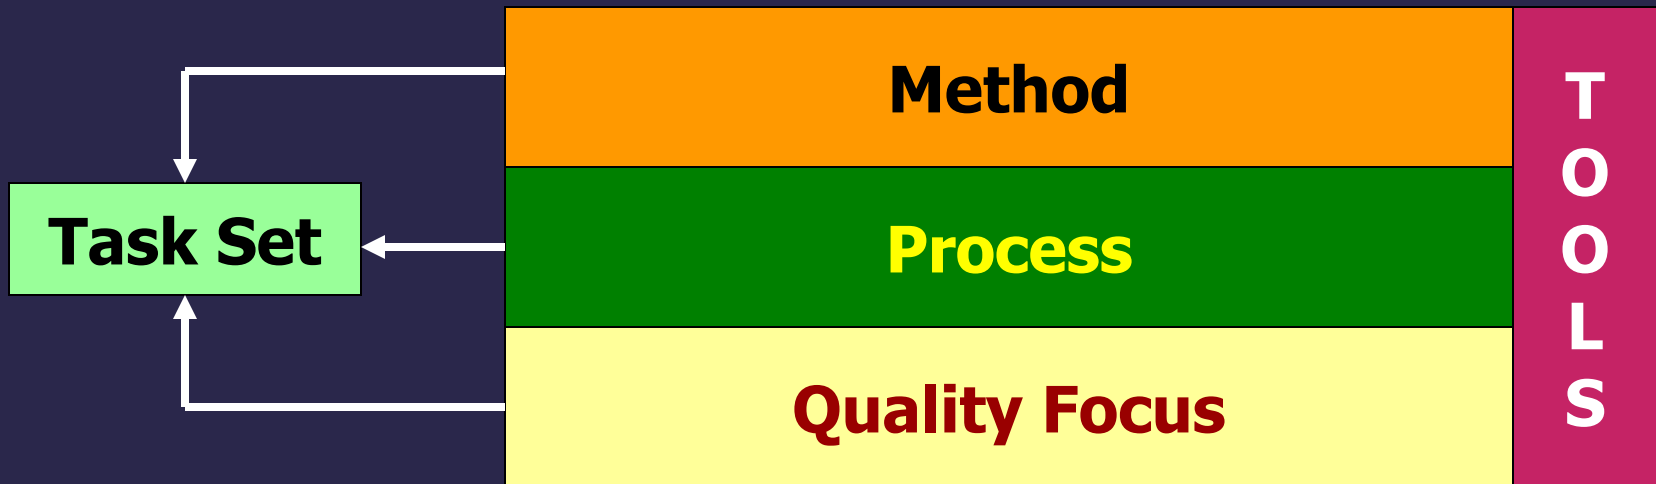 Method
Process
Quality Focus
Task Set
T
O
O
L
S